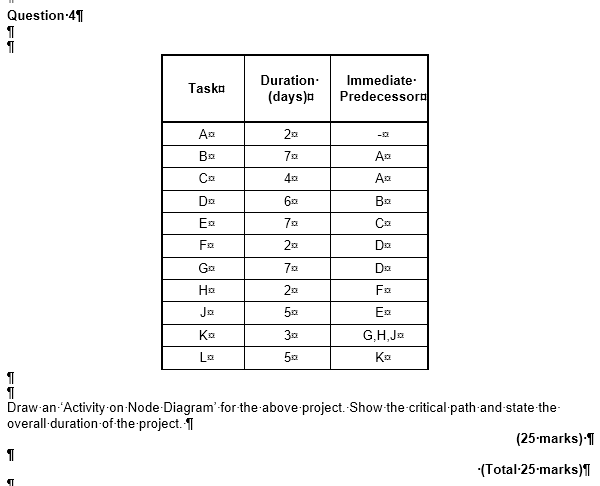 Question 4¶
¶
¶
Task¤ Duration (days)¤ Immediate Predecessor¤
A¤ 2¤ -¤
B¤ 7¤ A¤
C¤ 4¤ A¤
D¤ 6¤ B¤
E¤ 7¤ C¤
F¤ 2¤ D¤
G¤ 7¤ D¤
H¤ 2¤ F¤
J¤ 5¤ E¤
K¤ 3¤ G,H,J¤
L¤ 5¤ K¤
¶
¶
Draw·an·‘Activity·on·Node·Diagram’·for·the·above·project.·Show·the·critical·path·and·state·the·
overall·duration·of·the·project.·¶
(25·marks)·¶
¶
·(Total·25·marks)¶
¶